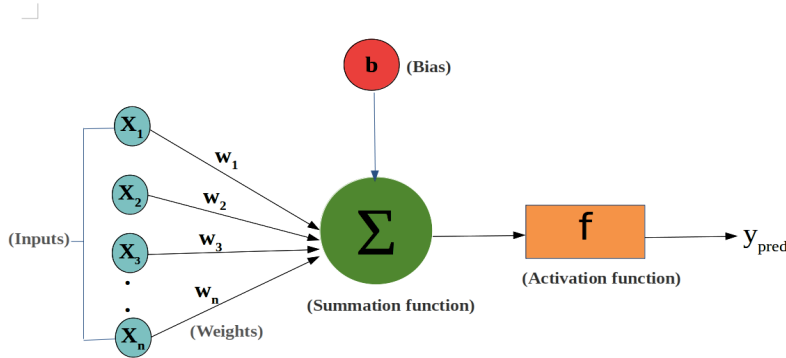 b (Bias)
X1
w1
X2
w2
(Inputs)
X3
w3
Σ
f
ypred
wn
(Weights)
(Summation function)
(Activation function)
Xn